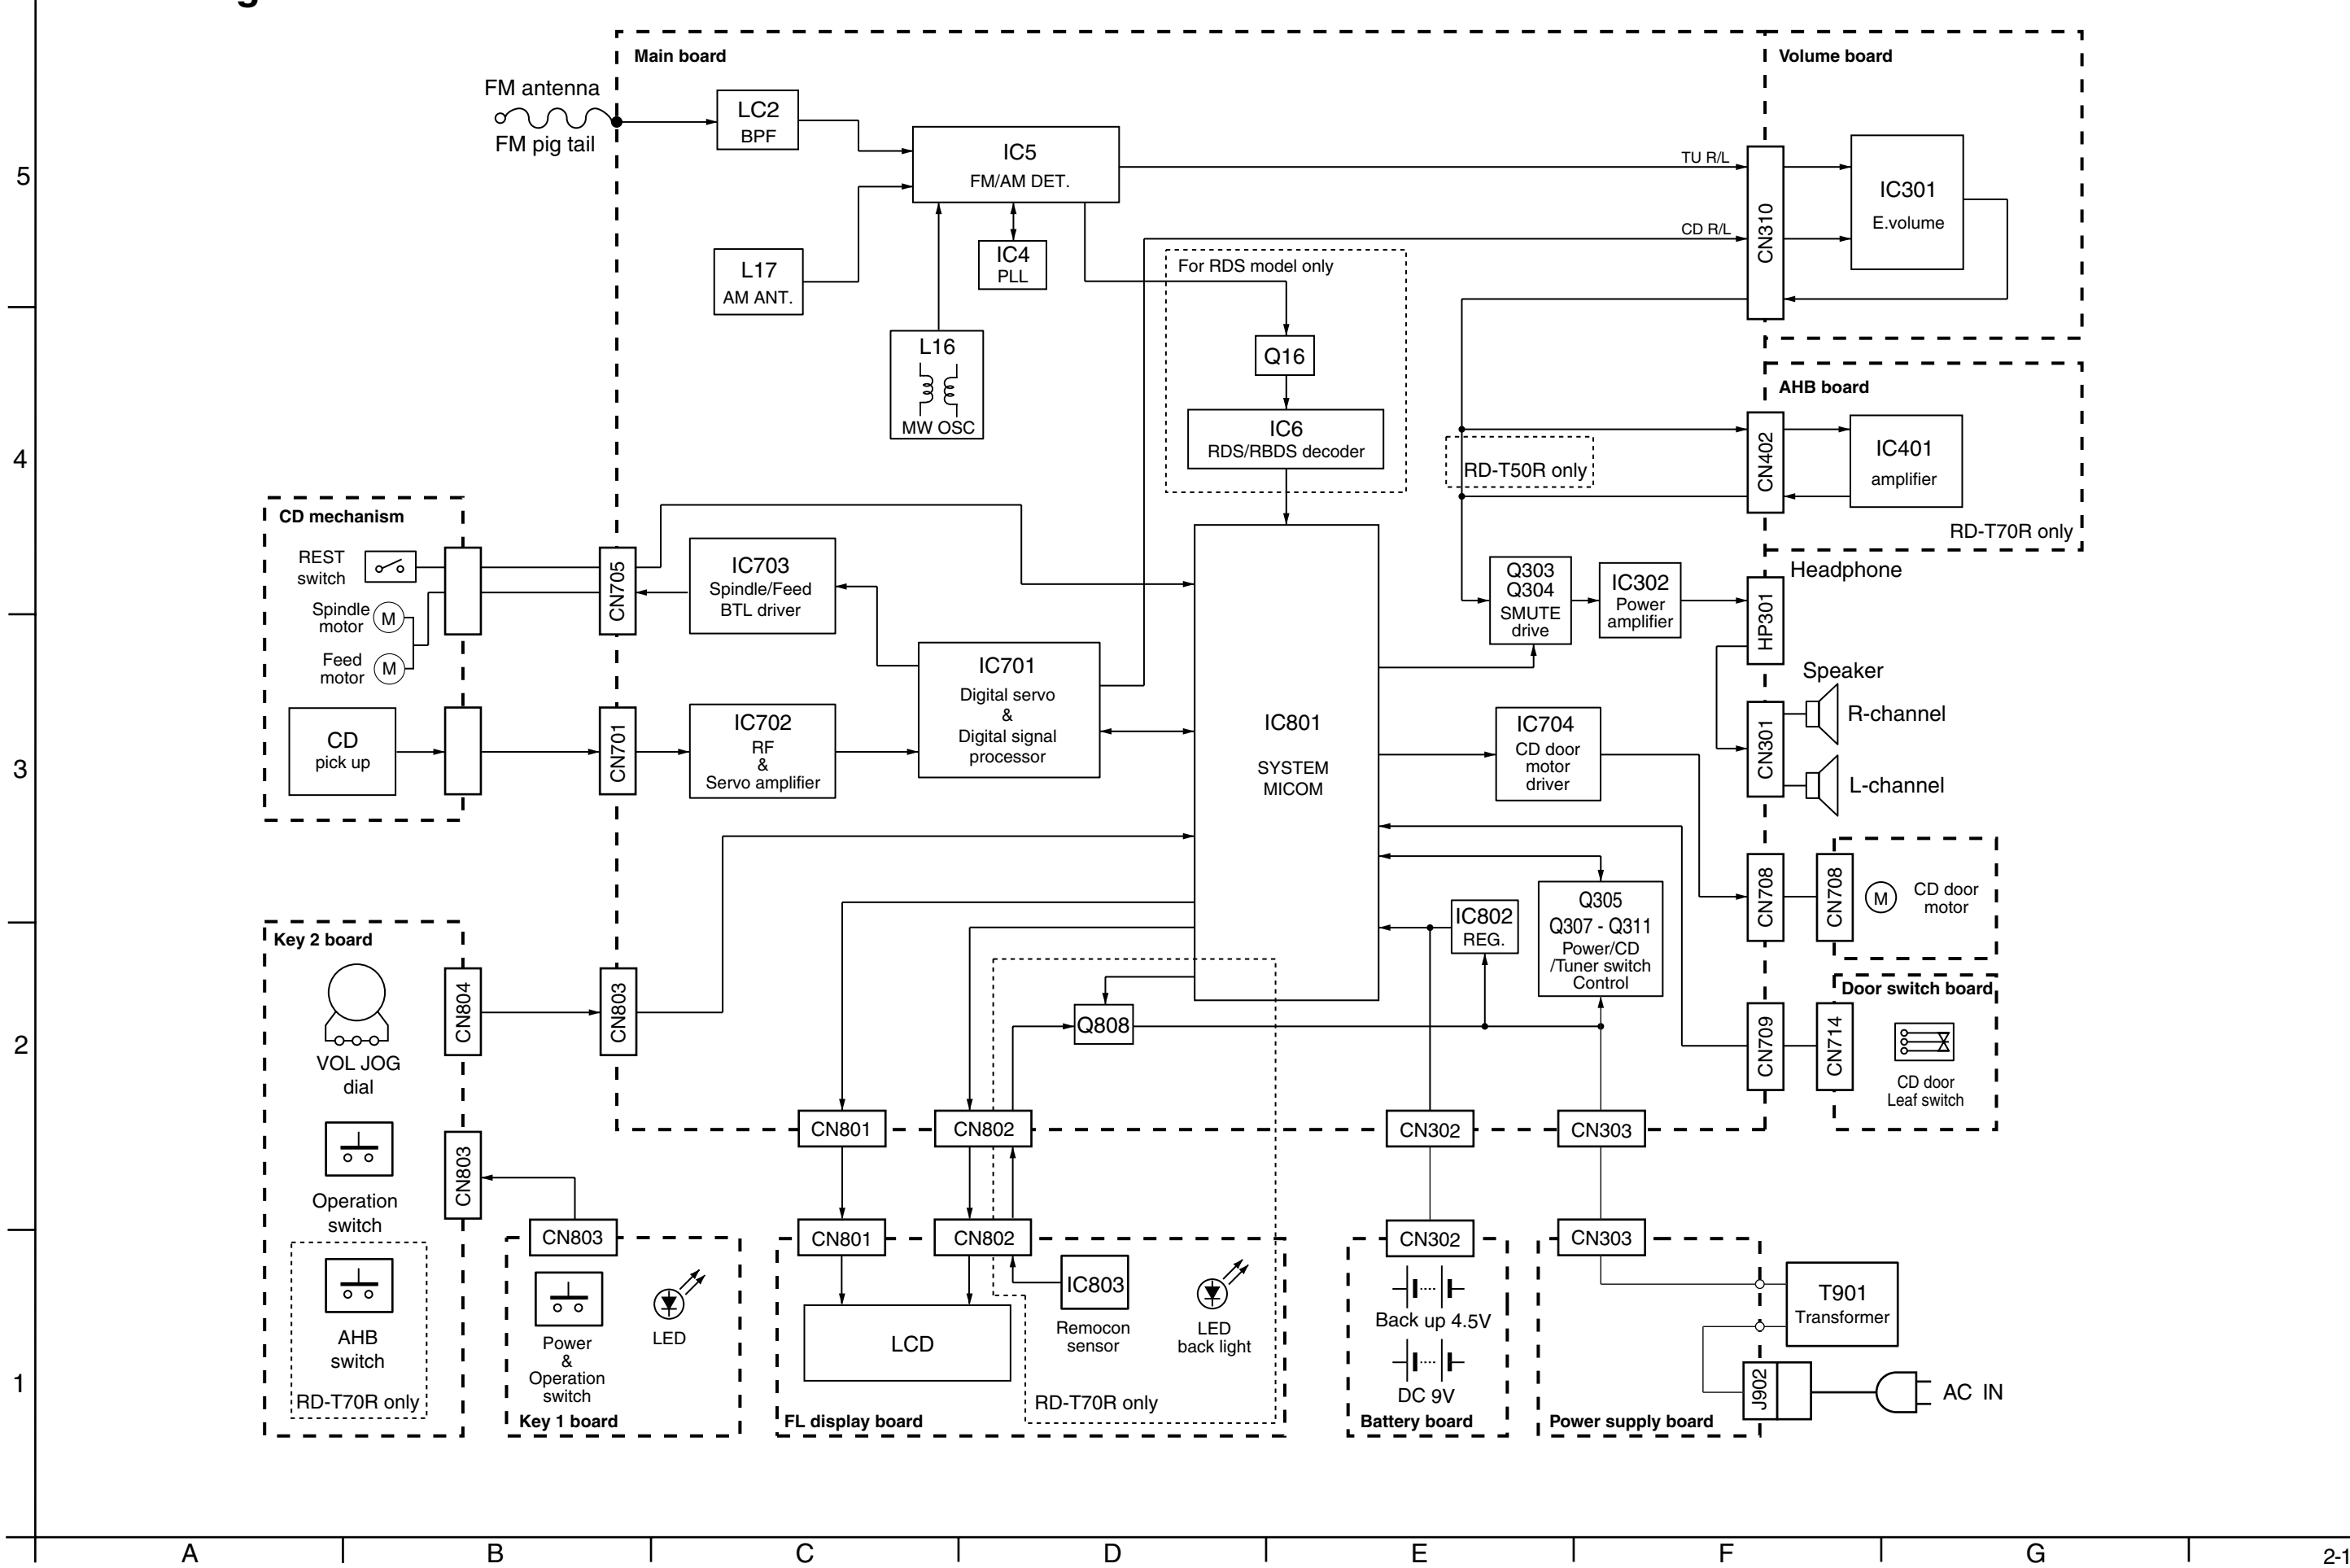 g
Main board
Volume board
FM antenna
FM pig tail
LC2
BPF
IC5
FM/AM DET.
TU R/L
CD R/L
CN310
IC301
E.volume
5
L17
AM ANT.
IC4
PLL
For RDS model only
L16
MW OSC
Q16
IC6
RDS/RBDS decoder
AHB board
CN402
IC401
amplifier
RD-T50R only
RD-T70R only
4
CD mechanism
REST
switch
Spindle
motor
M
Feed
motor
M
CN705
IC703
Spindle/Feed
BTL driver
Q303
Q304
SMUTE
drive
IC302
Power
amplifier
Headphone
HP301
Speaker
CN301
R-channel
L-channel
CD
pick up
CN701
IC702
RF
&
Servo amplifier
IC701
Digital servo
&
Digital signal
processor
IC801
SYSTEM
MICOM
IC704
CD door
motor
driver
3
CN708
CN708
M
CD door
motor
Q305
Q307 - Q311
Power/CD
/Tuner switch
Control
IC802
REG.
Key 2 board
VOL JOG
dial
CN804
CN803
Q808
Door switch board
CN709
CN714
CD door
Leaf switch
2
CN801
CN802
CN302
CN303
Operation
switch
CN803
CN803
CN801
CN802
CN302
CN303
AHB
switch
RD-T70R only
Power
&
Operation
switch
LED
Key 1 board
LCD
IC803
Remocon
sensor
LED
back light
RD-T70R only
FL display board
Back up 4.5V
DC 9V
Battery board
T901
Transformer
J902
AC IN
Power supply board
1
A
B
C
D
E
F
G
2-1